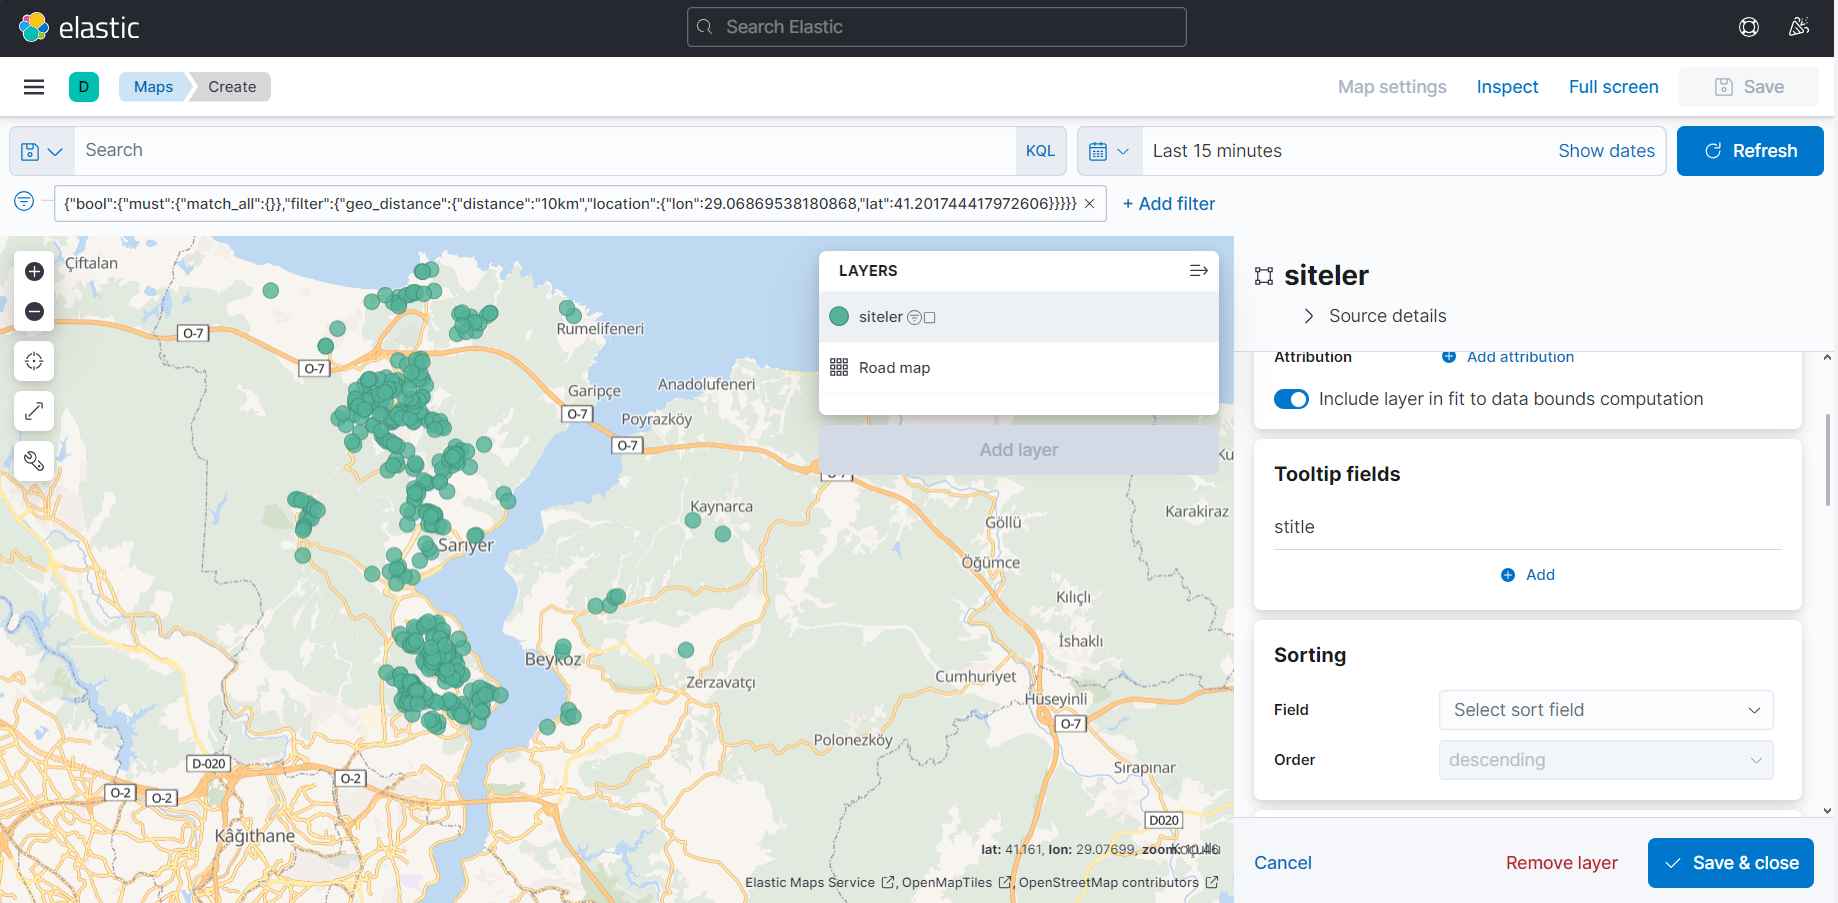 elastic
Search Elastic
D
Maps
Create
Map settings
Inspect
Full screen
Save
Search
KQL
Last 15 minutes
Show dates
Refresh
{"bool":{"must":{"match_all":{}},"filter":{"geo_distance":{"distance":"10km","location":{"lon":29.06869538180868,"lat":41.201744417972606}}}}}
+ Add filter
Çiftalan
O-7
Rumelifeneri
O-7
Garipçe
Anadolufeneri
O-7
Poyrazköy
O-7
LAYERS
siteler
Road map
Add layer
Kaynarca
Göllü
Karakiraz
Sarıyer
Öğümce
Kılıçlı
İshaklı
Beykoz
Zerzavatçı
Cumhuriyet
Hüseyinli
O-7
Polonezköy
Sırapınar
D-020
O-2
O-2
O-2
D020
Kâğıthane
lat: 41.161, lon: 29.07699, zoom: 10.46
Elastic Maps Service, OpenMapTiles, OpenStreetMap contributors
siteler
Source details
Attribution
Add attribution
Include layer in fit to data bounds computation
Tooltip fields
stitle
Add
Sorting
Field
Select sort field
Order
descending
Cancel
Remove layer
Save & close